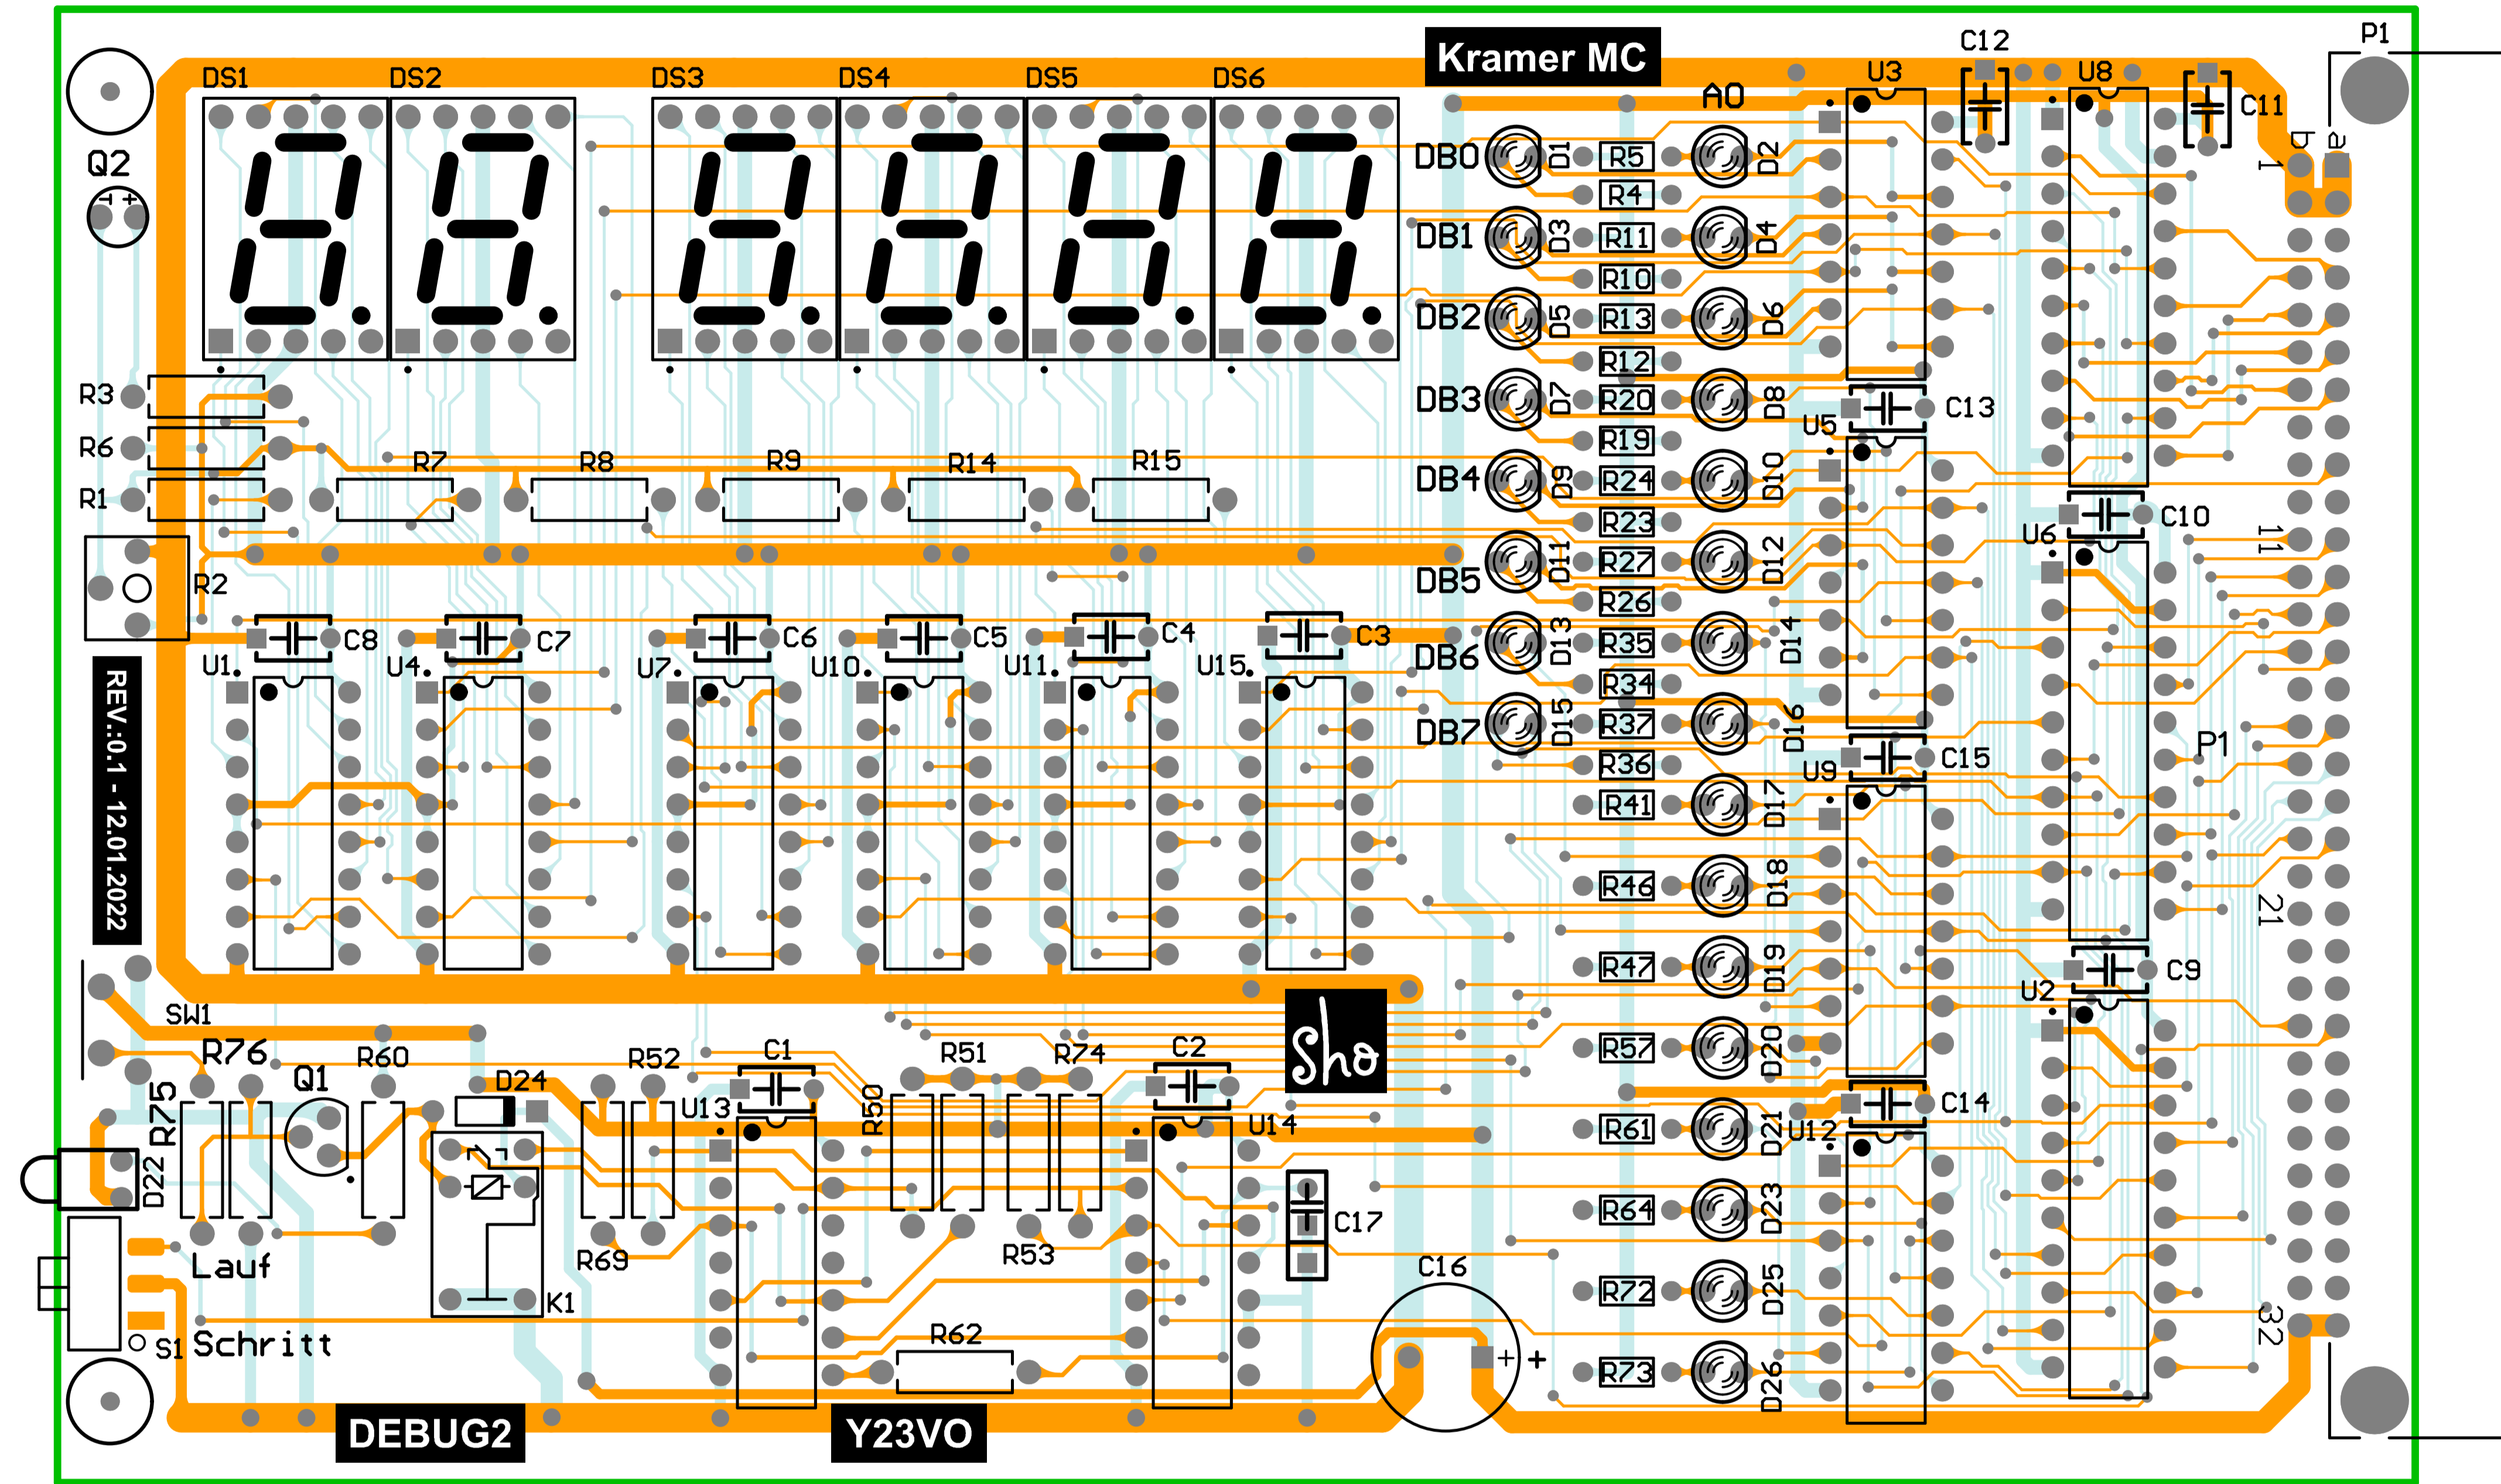 Kramer MC
P1
C12
DS1 DS2 DS3 DS4 DS5 DS6
U3 U8
A0
C11
b a
1
Q2
DB0 D1 R5 D2
R4
DB1 D3 R11 D4
R10
DB2 D5 R13 D6
R12
R3
DB3 D7 R20 D8
C13
U5
R6
R19
R7 R8 R9 R14 R15
DB4 D9 R24 D10
R1
R23
C10
U6
11
DB5 D11 R27 D12
R2
R26
C8 C7 C6 C5 C4 C3
DB6 D13 R35 D14
U1 U4 U7 U10 U11 U15
R34
DB7 D15 R37 D16
P1
R36
U9 C15
REV.:0.1 - 12.01.2022
R41 D17
R46 D18
21
R47 D19
C9
U2
SW1
sho
R57 D20
R76 R60 R52 C1 R51 R74 C2
Q1 D24
R75
U13 R50 U14
C14
R61 D21 U12
D22
R64 D23
C17
Lauf
R69 R53
C16
R72 D25
K1
+ +
32
S1 Schritt
R62
R73 D26
DEBUG2
Y23VO